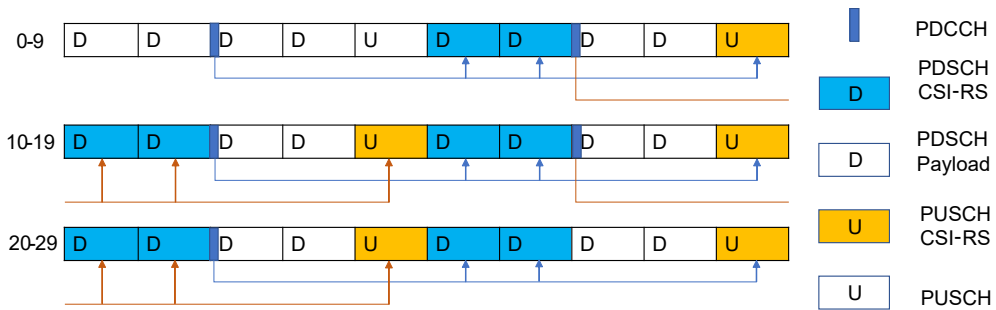 0-9 D D D D U D D D D U
10-19 D D D D U D D D D U
20-29 D D D D U D D D D U
PDCCH
D PDSCH
CSI-RS
D PDSCH
Payload
U PUSCH
CSI-RS
U PUSCH